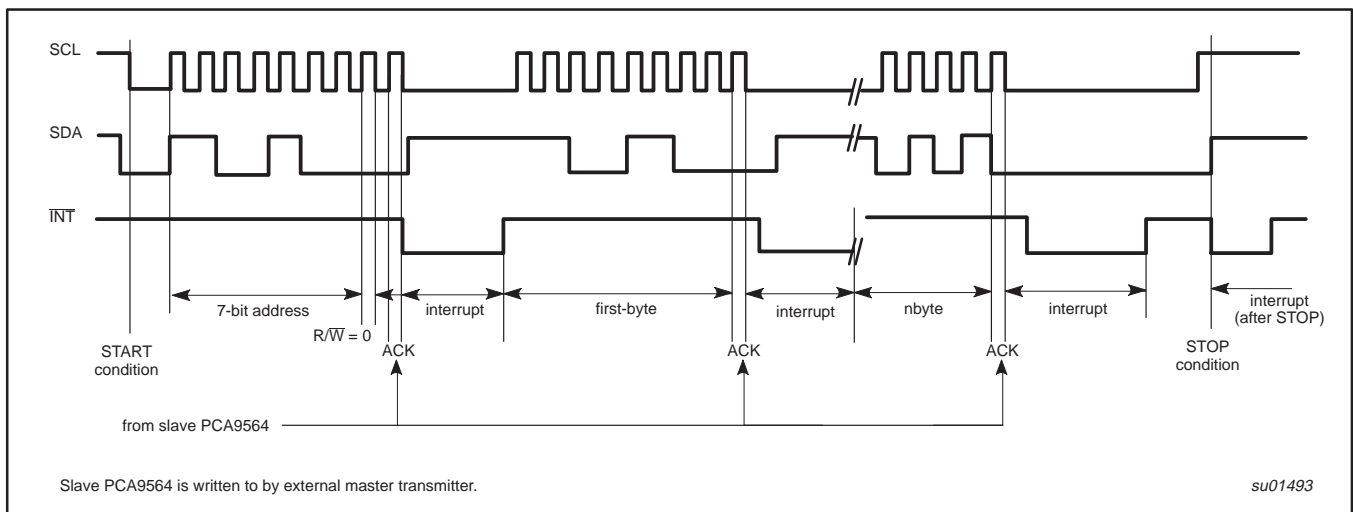 SCL
SDA
INT
7-bit address
interrupt
first-byte
interrupt
nbyte
interrupt
interrupt
(after STOP)
R/W = 0
START
condition
ACK
ACK
ACK
STOP
condition
from slave PCA9564
Slave PCA9564 is written to by external master transmitter.
su01493